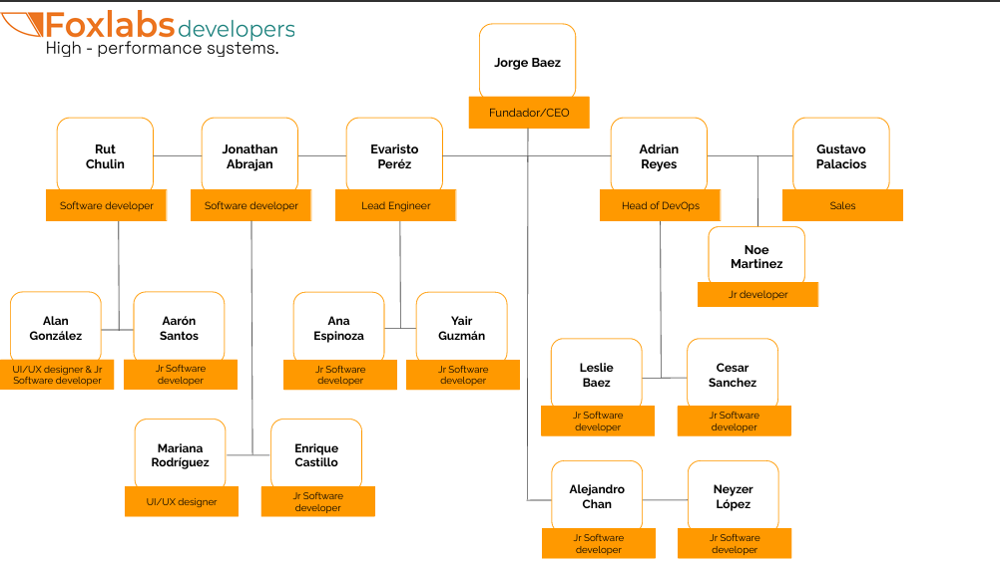 Foxlabs developers
High - performance systems.
Jorge Baez
Fundador/CEO
Rut
Chulin
Software developer
Jonathan
Abrajan
Software developer
Evaristo
Peréz
Lead Engineer
Adrian
Reyes
Head of DevOps
Gustavo
Palacios
Sales
Noe
Martinez
Jr developer
Alan
González
UI/UX designer & Jr
Software developer
Aarón
Santos
Jr Software
developer
Ana
Espinoza
Jr Software
developer
Yair
Guzmán
Jr Software
developer
Leslie
Baez
Jr Software
developer
Cesar
Sanchez
Jr Software
developer
Mariana
Rodríguez
UI/UX designer
Enrique
Castillo
Jr Software
developer
Alejandro
Chan
Jr Software
developer
Neyzer
López
Jr Software
developer